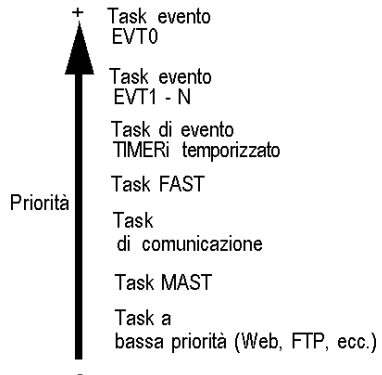 +
Task evento
EVT0
Task evento
EVT1 - N
Task di evento
TIMERi temporizzato
Task FAST
Priorità
Task
di comunicazione
Task MAST
Task a
bassa priorità (Web, FTP, ecc.)